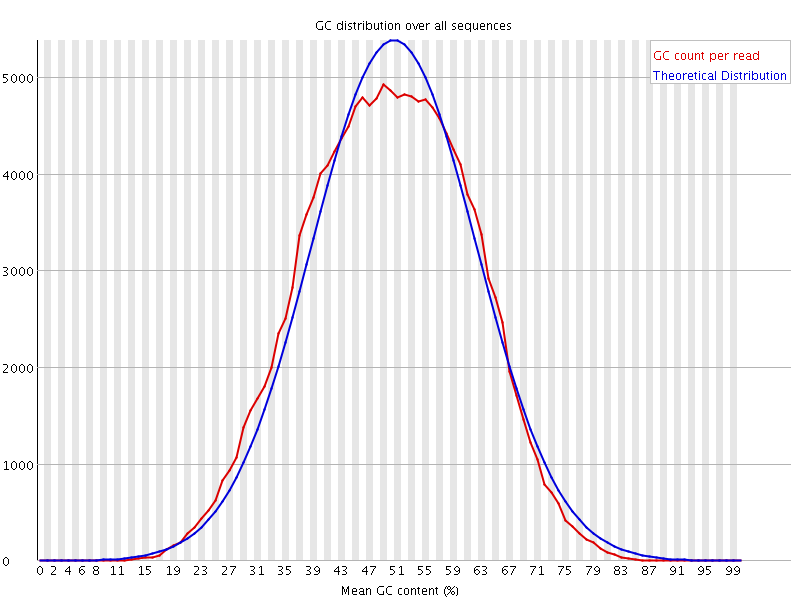 GC distribution over all sequences
GC count per read
Theoretical Distribution
5000
4000
3000
2000
1000
0
0 2 4 6 8 11 15 19 23 27 31 35 39 43 47 51 55 59 63 67 71 75 79 83 87 91 95 99
Mean GC content (%)